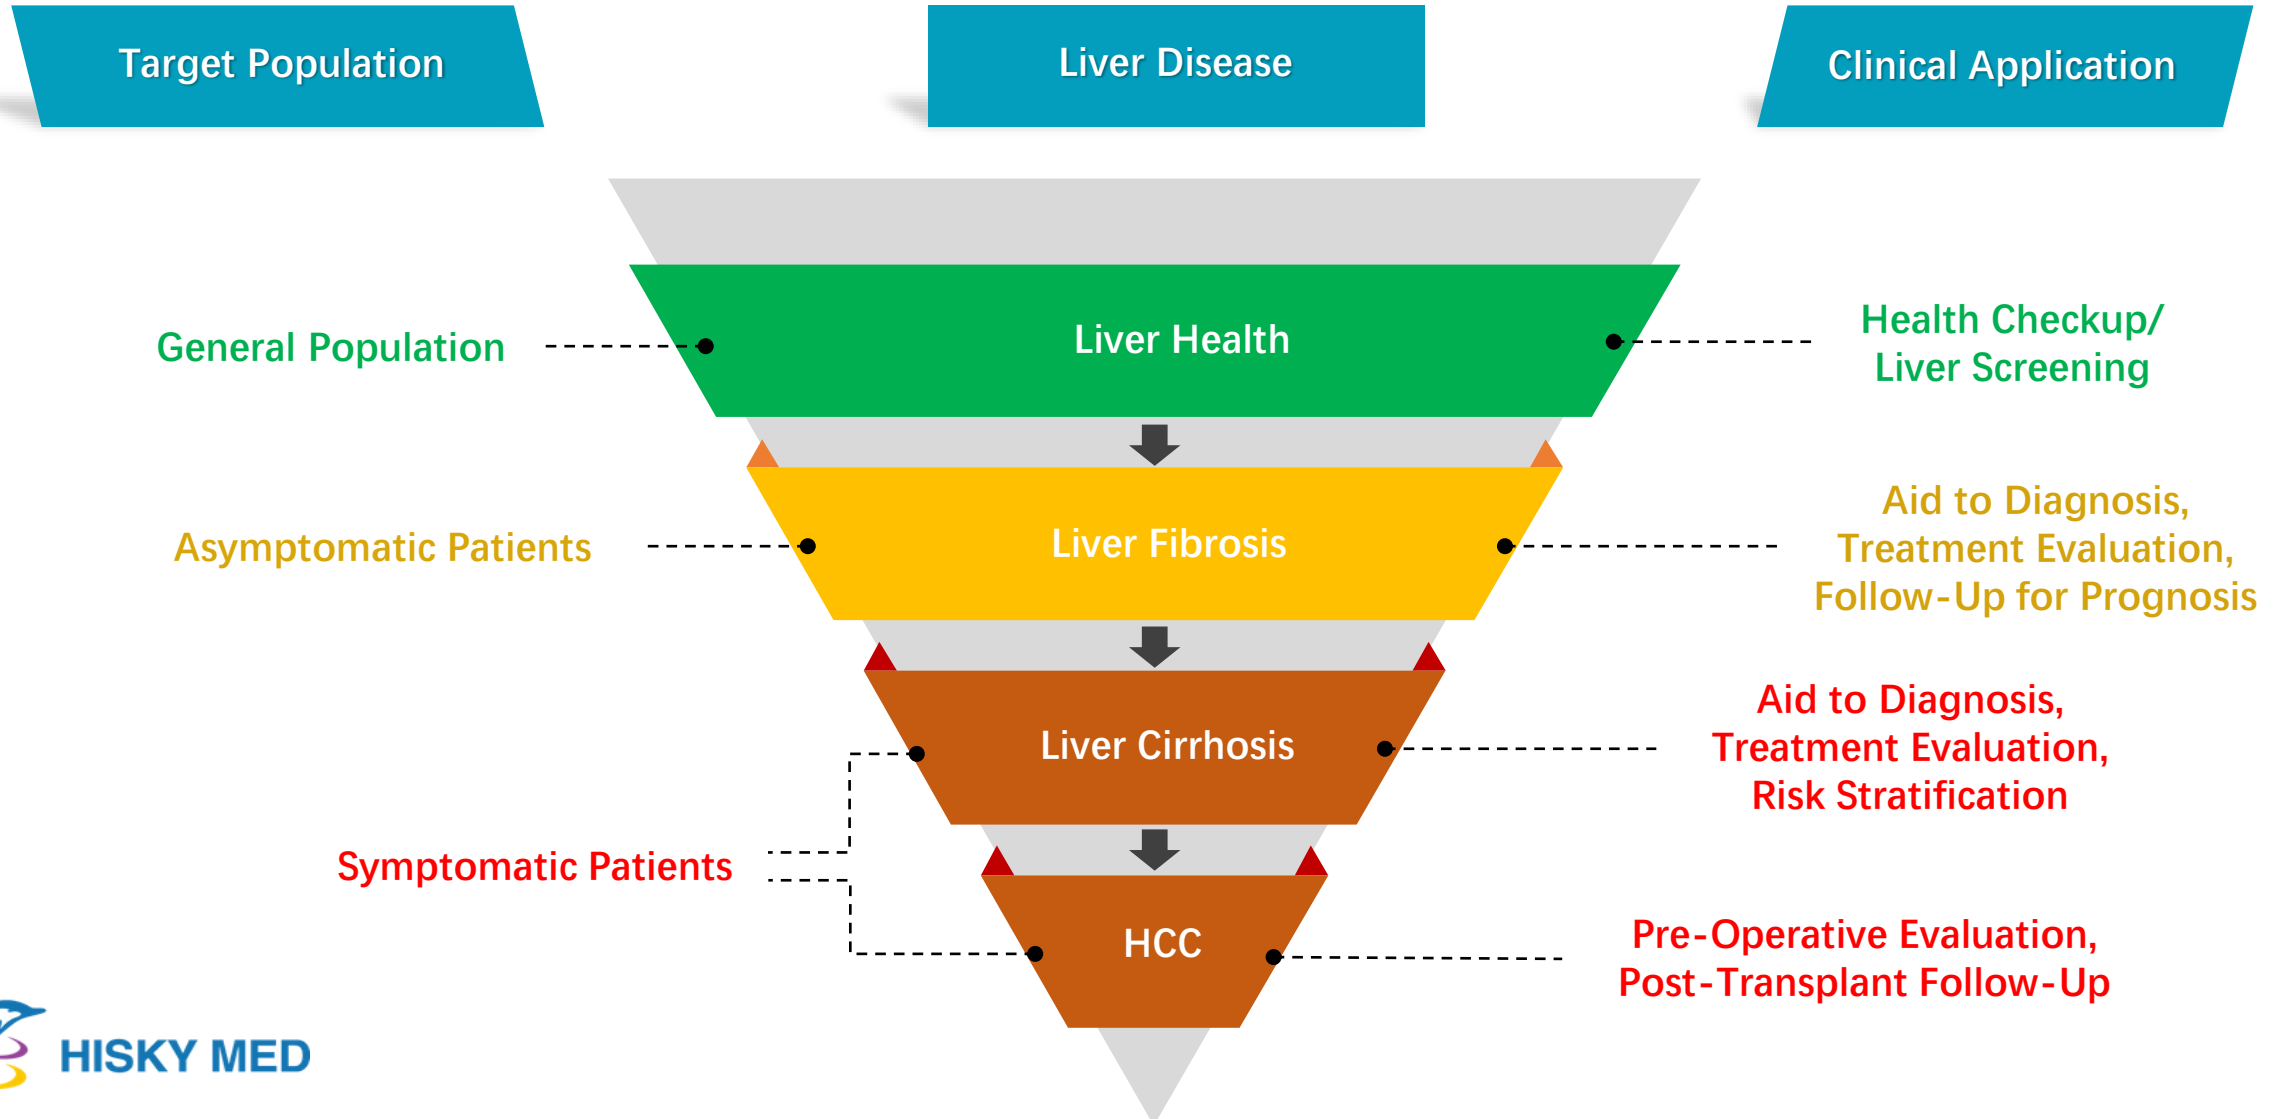 Target Population
Liver Disease
Clinical Application
General Population
Liver Health
Health Checkup/
Liver Screening
Asymptomatic Patients
Liver Fibrosis
Aid to Diagnosis,
Treatment Evaluation,
Follow-Up for Prognosis
Liver Cirrhosis
Aid to Diagnosis,
Treatment Evaluation,
Risk Stratification
Symptomatic Patients
HCC
Pre-Operative Evaluation,
Post-Transplant Follow-Up
HISKY MED